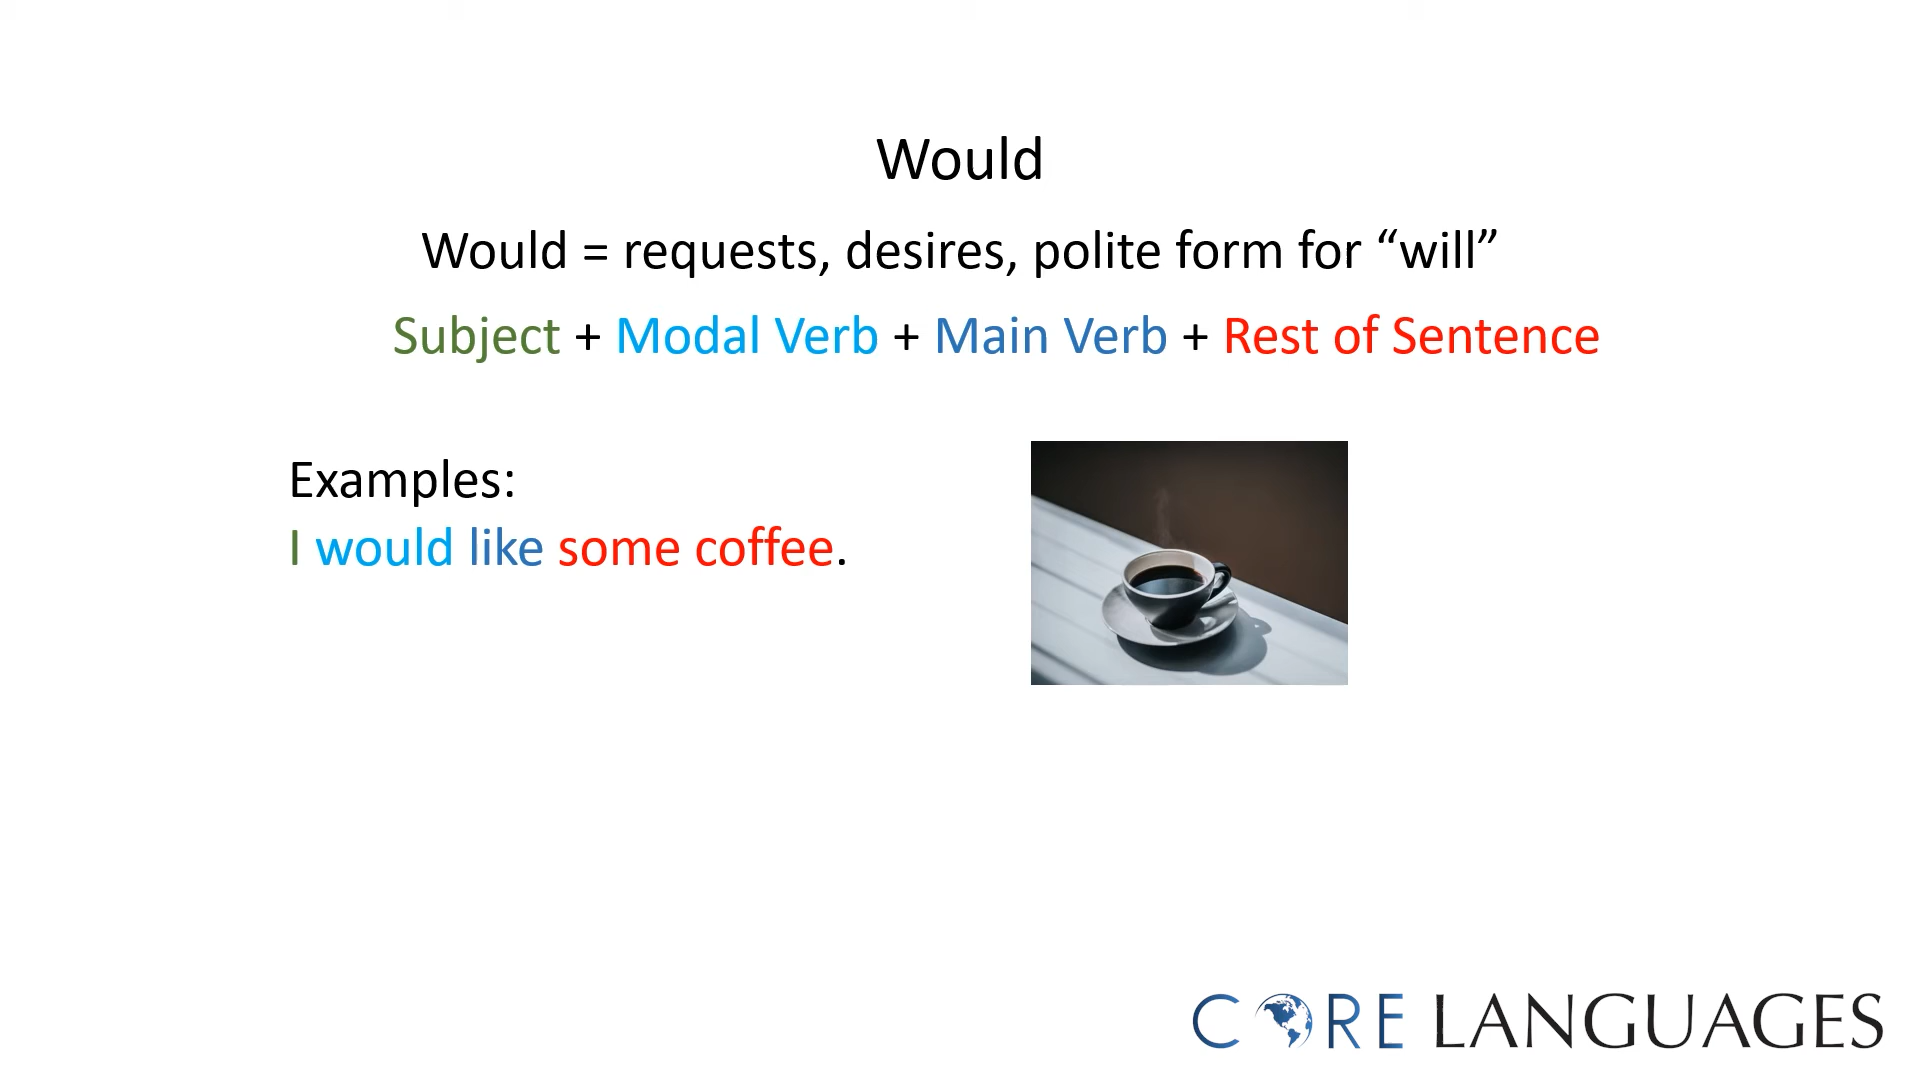 Would
Would = requests, desires, polite form for “will”
Subject + Modal Verb + Main Verb + Rest of Sentence
Examples:
I would like some coffee.
CORE LANGUAGES